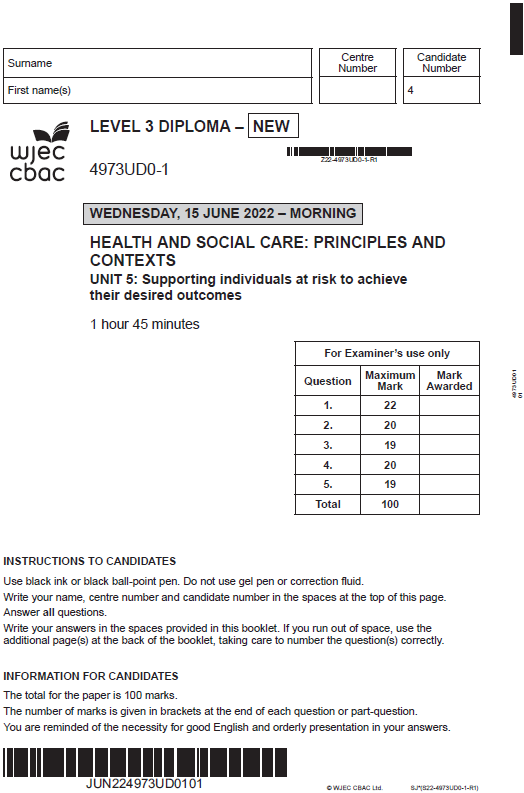 Surname
Centre
Number
Candidate
Number
First name(s)
4
wjec
cbac
LEVEL 3 DIPLOMA – NEW
4973UD0-1
Z22-4973UD0-1-R1
WEDNESDAY, 15 JUNE 2022 – MORNING
HEALTH AND SOCIAL CARE: PRINCIPLES AND
CONTEXTS
UNIT 5: Supporting individuals at risk to achieve
their desired outcomes
1 hour 45 minutes
For Examiner's use only
Question Maximum Mark Mark Awarded
1. 22
2. 20
3. 19
4. 20
5. 19
Total 100
4973UD01
01
INSTRUCTIONS TO CANDIDATES
Use black ink or black ball-point pen. Do not use gel pen or correction fluid.
Write your name, centre number and candidate number in the spaces at the top of this page.
Answer all questions.
Write your answers in the spaces provided in this booklet. If you run out of space, use the
additional page(s) at the back of the booklet, taking care to number the question(s) correctly.
INFORMATION FOR CANDIDATES
The total for the paper is 100 marks.
The number of marks is given in brackets at the end of each question or part-question.
You are reminded of the necessity for good English and orderly presentation in your answers.
JUN224973UD0101
© WJEC CBAC Ltd.
SJ*(S22-4973UD0-1-R1)